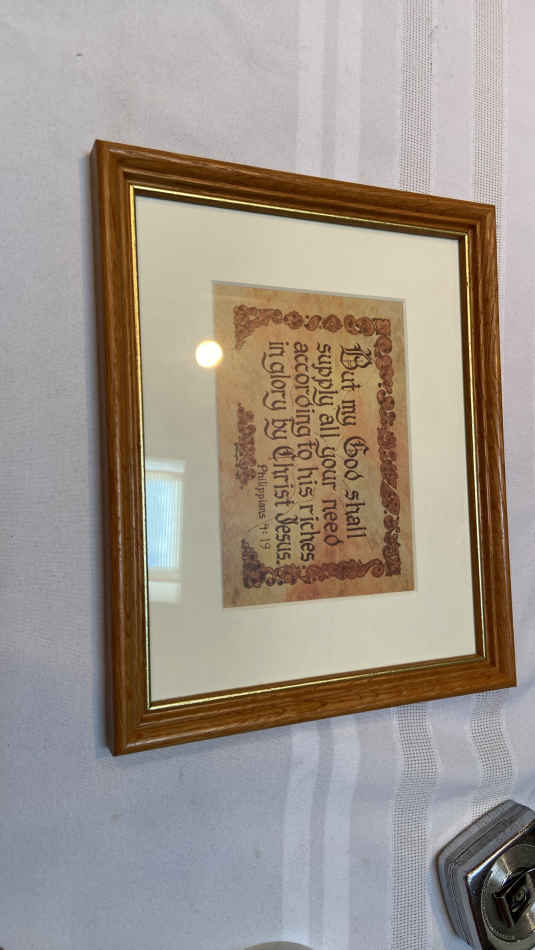 But my God shall
supply all your need
according to his riches
in glory by Christ Jesus.
Philippians 4:19